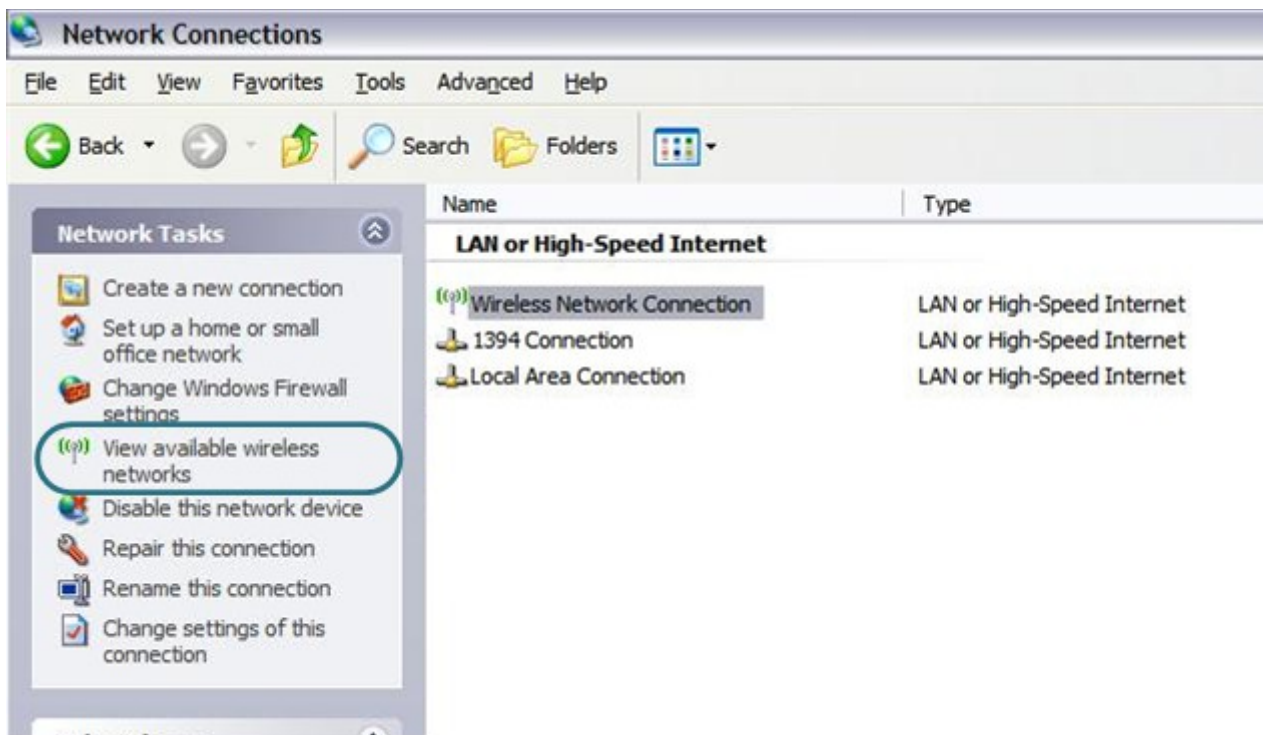 Network Connections
File Edit View Favorites Tools Advanced Help
Back Search Folders
Network Tasks
Create a new connection
Set up a home or small
office network
Change Windows Firewall
settings
View available wireless
networks
Disable this network device
Repair this connection
Rename this connection
Change settings of this
connection
Name Type
LAN or High-Speed Internet
Wireless Network Connection LAN or High-Speed Internet
1394 Connection LAN or High-Speed Internet
Local Area Connection LAN or High-Speed Internet